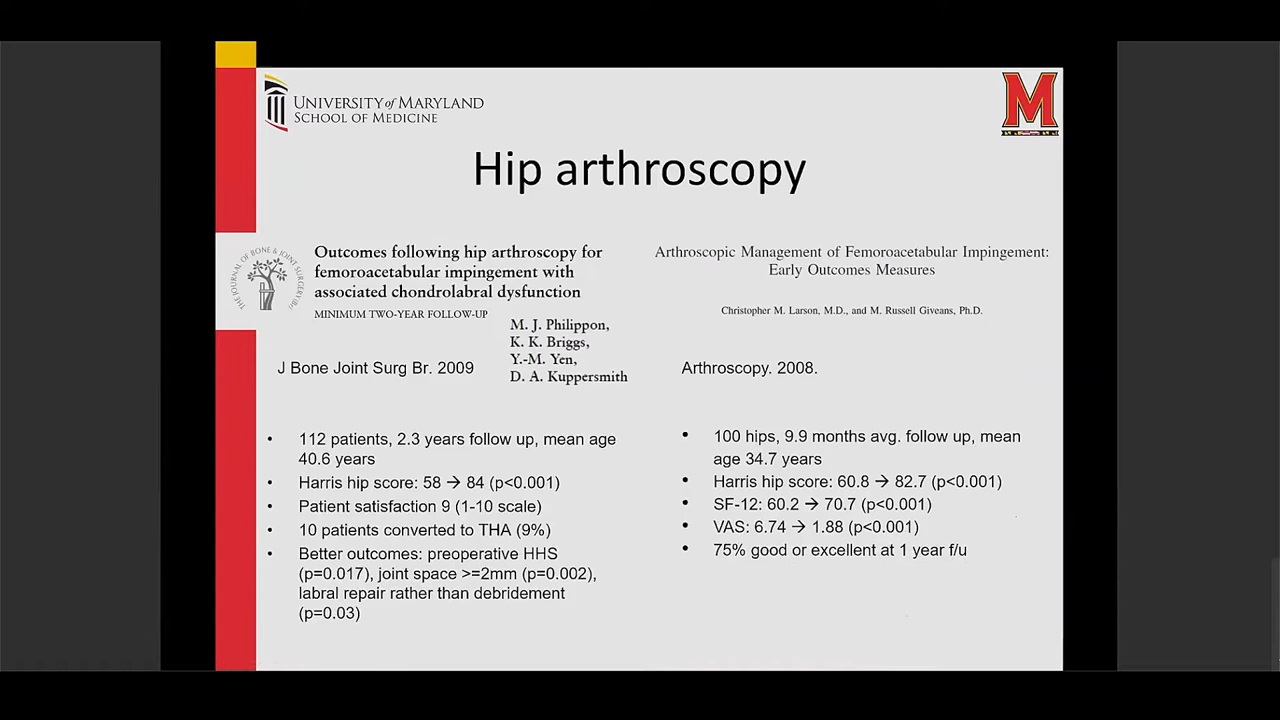 UNIVERSITY of MARYLAND
SCHOOL OF MEDICINE
M
Hip arthroscopy
THE JOURNAL OF BONE & JOINT SURGERY (Br)
Outcomes following hip arthroscopy for
femoroacetabular impingement with
associated chondrolabral dysfunction
MINIMUM TWO-YEAR FOLLOW-UP
M. J. Philippon,
K. K. Briggs,
Y.-M. Yen,
D. A. Kuppersmith
J Bone Joint Surg Br. 2009
• 112 patients, 2.3 years follow up, mean age
40.6 years
• Harris hip score: 58 → 84 (p<0.001)
• Patient satisfaction 9 (1-10 scale)
• 10 patients converted to THA (9%)
• Better outcomes: preoperative HHS
(p=0.017), joint space >=2mm (p=0.002),
labral repair rather than debridement
(p=0.03)
Arthroscopic Management of Femoroacetabular Impingement:
Early Outcomes Measures
Christopher M. Larson, M.D., and M. Russell Giveans, Ph.D.
Arthroscopy. 2008.
• 100 hips, 9.9 months avg. follow up, mean
age 34.7 years
• Harris hip score: 60.8 → 82.7 (p<0.001)
• SF-12: 60.2 → 70.7 (p<0.001)
• VAS: 6.74 → 1.88 (p<0.001)
• 75% good or excellent at 1 year f/u